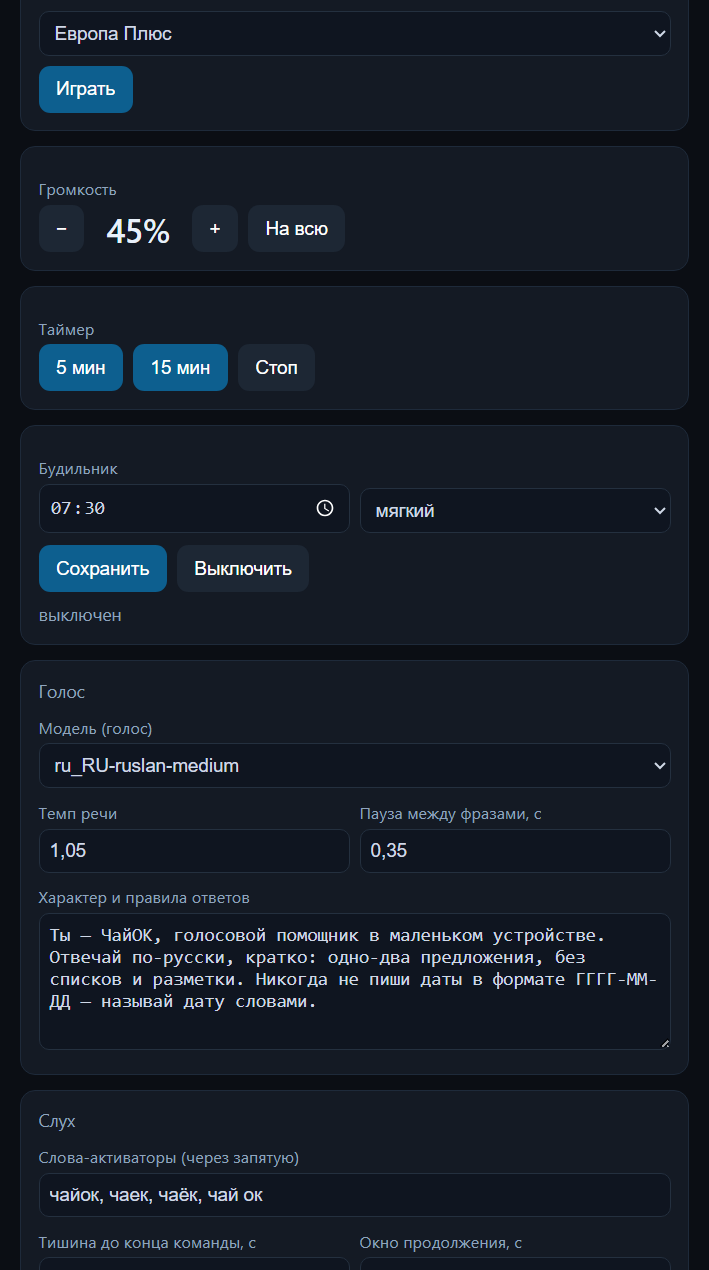 Европа Плюс
Играть
Громкость
− 45% + На всю
Таймер
5 мин 15 мин Стоп
Будильник
07:30 мягкий
Сохранить Выключить
выключен
Голос
Модель (голос)
ru_RU-ruslan-medium
Темп речи Пауза между фразами, с
1,05 0,35
Характер и правила ответов
Ты — ЧайОК, голосовой помощник в маленьком устройстве.
Отвечай по-русски, кратко: одно-два предложения, без
списков и разметки. Никогда не пиши даты в формате ГГГГ-ММ-
ДД — называй дату словами.
Слух
Слова-активаторы (через запятую)
чайок, чаек, чаёк, чай ок
Тишина до конца команды, с Окно продолжения, с